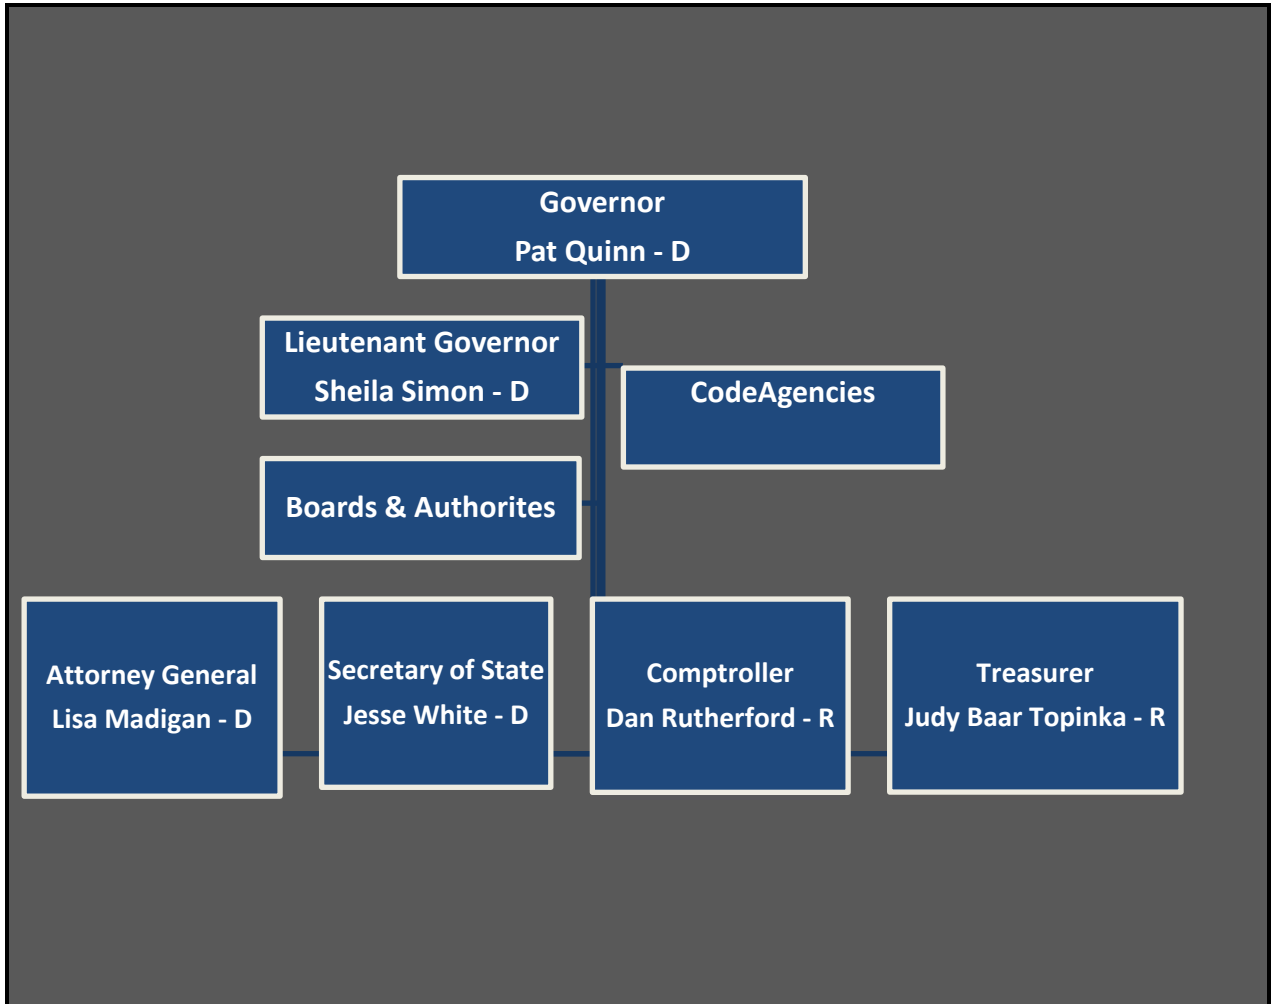 Governor
Pat Quinn - D
Lieutenant Governor
Sheila Simon - D
CodeAgencies
Boards & Authorites
Attorney General
Lisa Madigan - D
Secretary of State
Jesse White - D
Comptroller
Dan Rutherford - R
Treasurer
Judy Baar Topinka - R